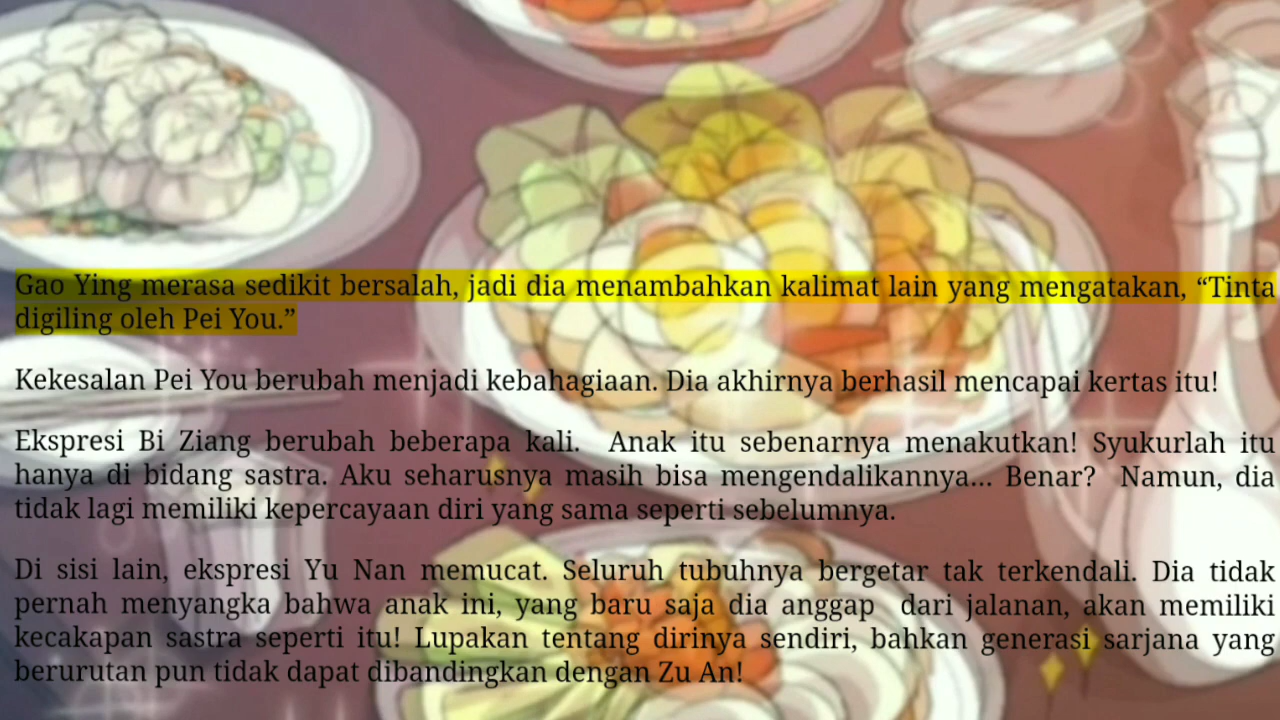 Gao Ying merasa sedikit bersalah, jadi dia menambahkan kalimat lain yang mengatakan, “Tinta
digiling oleh Pei You.”
Kekesalan Pei You berubah menjadi kebahagiaan. Dia akhirnya berhasil mencapai kertas itu!
Ekspresi Bi Ziang berubah beberapa kali.  Anak itu sebenarnya menakutkan! Syukurlah itu
hanya di bidang sastra. Aku seharusnya masih bisa mengendalikannya... Benar?  Namun, dia
tidak lagi memiliki kepercayaan diri yang sama seperti sebelumnya.
Di sisi lain, ekspresi Yu Nan memucat. Seluruh tubuhnya bergetar tak terkendali. Dia tidak
pernah menyangka bahwa anak ini, yang baru saja dia anggap  dari jalanan, akan memiliki
kecakapan sastra seperti itu! Lupakan tentang dirinya sendiri, bahkan generasi sarjana yang
berurutan pun tidak dapat dibandingkan dengan Zu An!